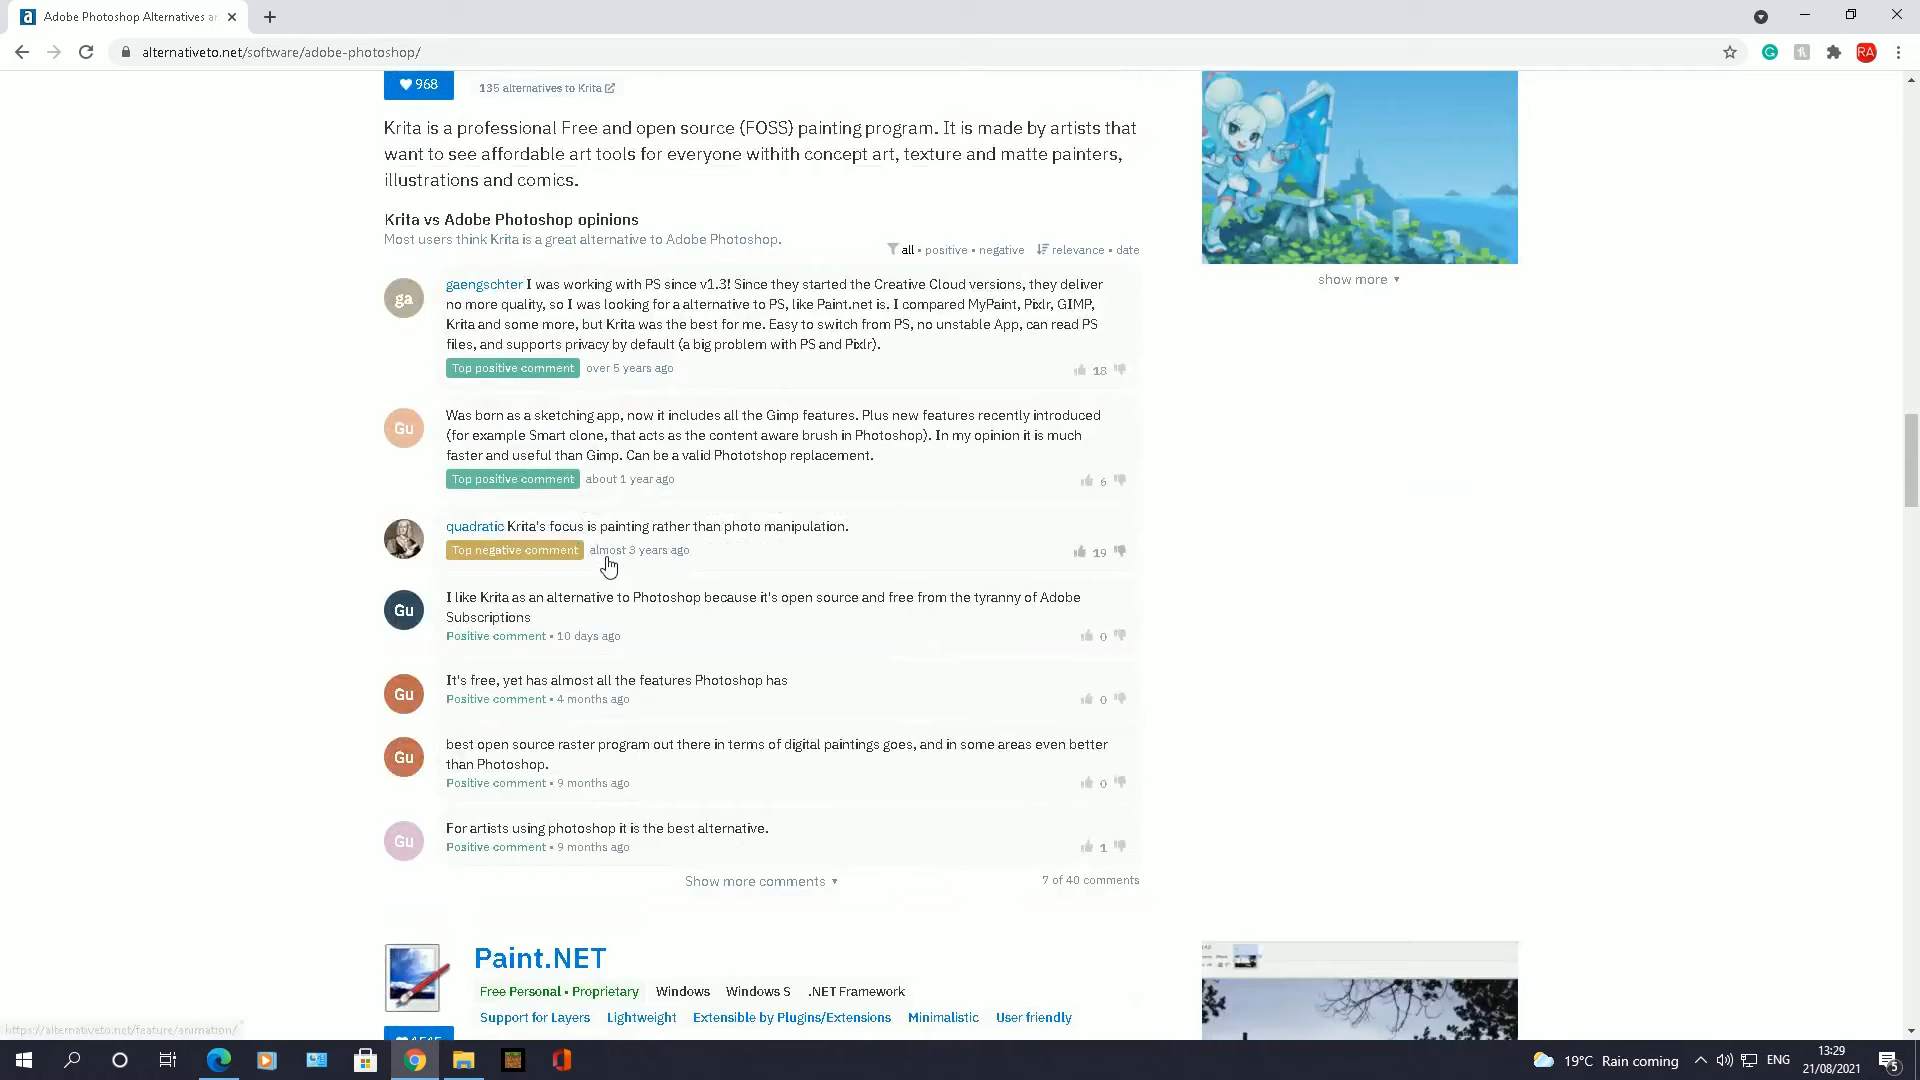 Adobe Photoshop Alternatives an
alternativeto.net/software/adobe-photoshop/
RA
968
135 alternatives to Krita
Krita is a professional Free and open source (FOSS) painting program. It is made by artists that
want to see affordable art tools for everyone withith concept art, texture and matte painters,
illustrations and comics.
Krita vs Adobe Photoshop opinions
Most users think Krita is a great alternative to Adobe Photoshop.
all • positive • negative relevance • date
show more
ga
gaengschter I was working with PS since v1.3! Since they started the Creative Cloud versions, they deliver
no more quality, so I was looking for a alternative to PS, like Paint.net is. I compared MyPaint, Pixlr, GIMP,
Krita and some more, but Krita was the best for me. Easy to switch from PS, no unstable App, can read PS
files, and supports privacy by default (a big problem with PS and Pixlr).
Top positive comment over 5 years ago
18
Gu
Was born as a sketching app, now it includes all the Gimp features. Plus new features recently introduced
(for example Smart clone, that acts as the content aware brush in Photoshop). In my opinion it is much
faster and useful than Gimp. Can be a valid Phototshop replacement.
Top positive comment about 1 year ago
6
quadratic Krita's focus is painting rather than photo manipulation.
Top negative comment almost 3 years ago
19
Gu
I like Krita as an alternative to Photoshop because it's open source and free from the tyranny of Adobe
Subscriptions
Positive comment • 10 days ago
0
Gu
It's free, yet has almost all the features Photoshop has
Positive comment • 4 months ago
0
Gu
best open source raster program out there in terms of digital paintings goes, and in some areas even better
than Photoshop.
Positive comment • 9 months ago
0
Gu
For artists using photoshop it is the best alternative.
Positive comment • 9 months ago
1
Show more comments
7 of 40 comments
Paint.NET
Free Personal • Proprietary Windows Windows S .NET Framework
Support for Layers Lightweight Extensible by Plugins/Extensions Minimalistic User friendly
https://alternativeto.net/feature/animation/
19°C Rain coming
ENG
13:29
21/08/2021
5